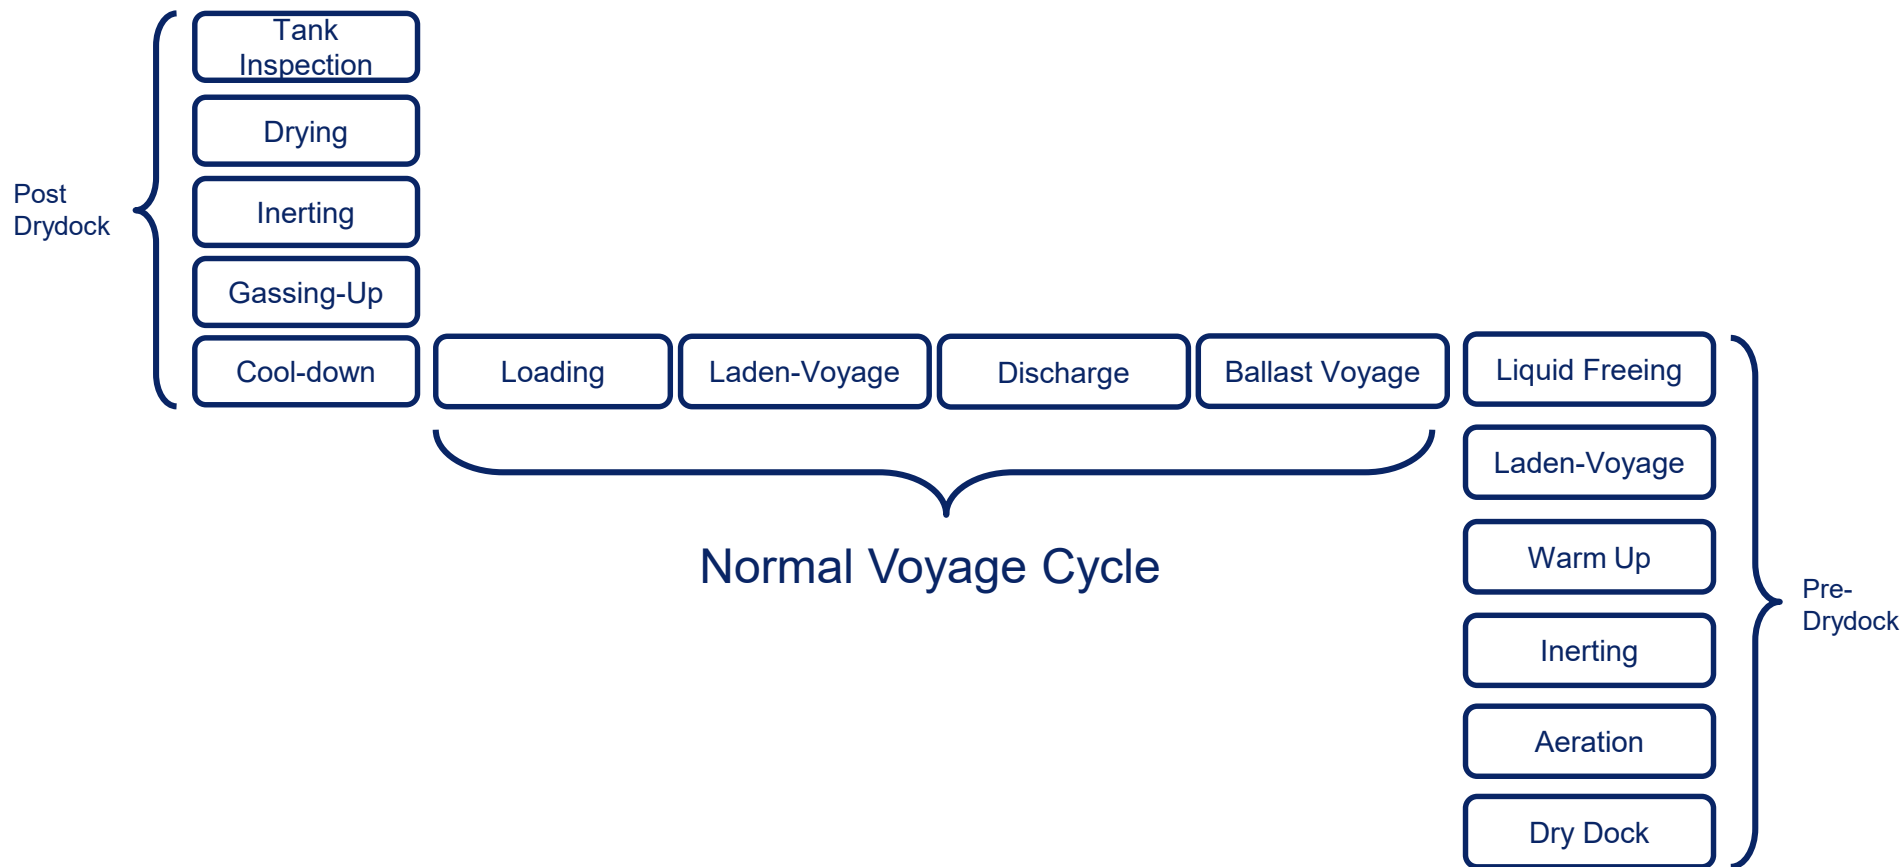 Tank
Inspection
Drying
Inerting
Gassing-Up
Cool-down
Post
Drydock
Loading
Laden-Voyage
Discharge
Ballast Voyage
Normal Voyage Cycle
Liquid Freeing
Laden-Voyage
Warm Up
Inerting
Aeration
Dry Dock
Pre-
Drydock